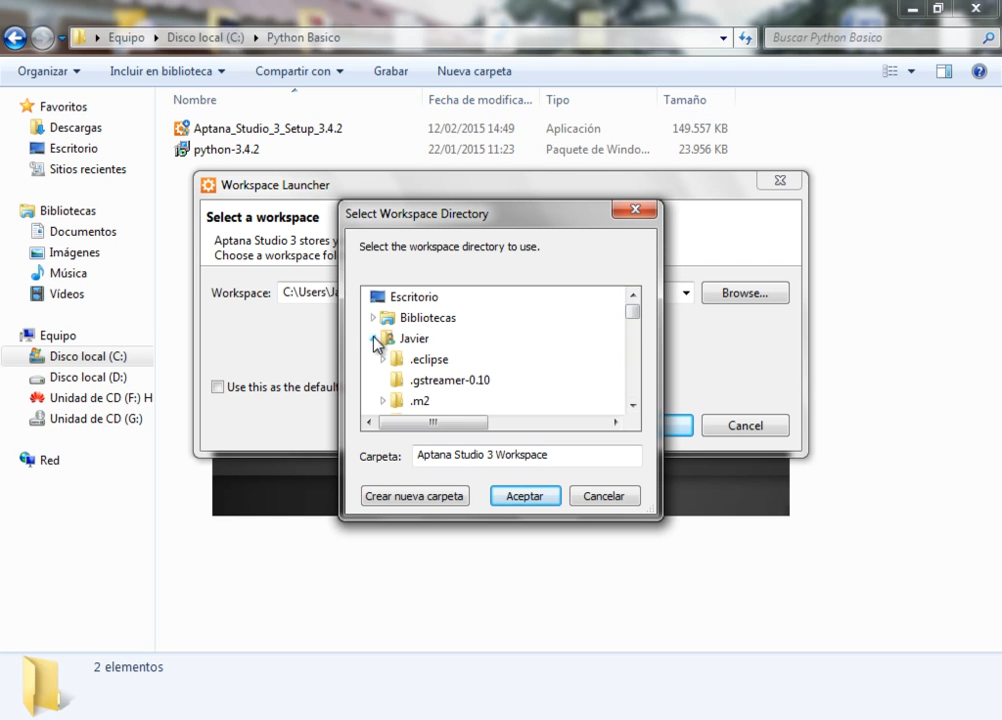 Equipo ▸ Disco local (C:) ▸ Python Basico
Buscar Python Basico
Organizar Incluir en biblioteca Compartir con Grabar Nueva carpeta
Nombre Fecha de modifica... Tipo Tamaño
Favoritos
Descargas
Escritorio
Sitios recientes
Bibliotecas
Documentos
Imágenes
Música
Vídeos
Equipo
Disco local (C:)
Disco local (D:)
Unidad de CD (F:) H
Unidad de CD (G:)
Red
Aptana_Studio_3_Setup_3.4.2 12/02/2015 14:49 Aplicación 149.557 KB
python-3.4.2 22/01/2015 11:23 Paquete de Windo... 23.956 KB
Workspace Launcher
Select a workspace
Aptana Studio 3 stores
Choose a workspace
Workspace: C:\Users\Ja
Browse...
Use this as the default
Cancel
Select Workspace Directory
Select the workspace directory to use.
Escritorio
Bibliotecas
Javier
.eclipse
.gstreamer-0.10
.m2
Carpeta: Aptana Studio 3 Workspace
Crear nueva carpeta Aceptar Cancelar
2 elementos